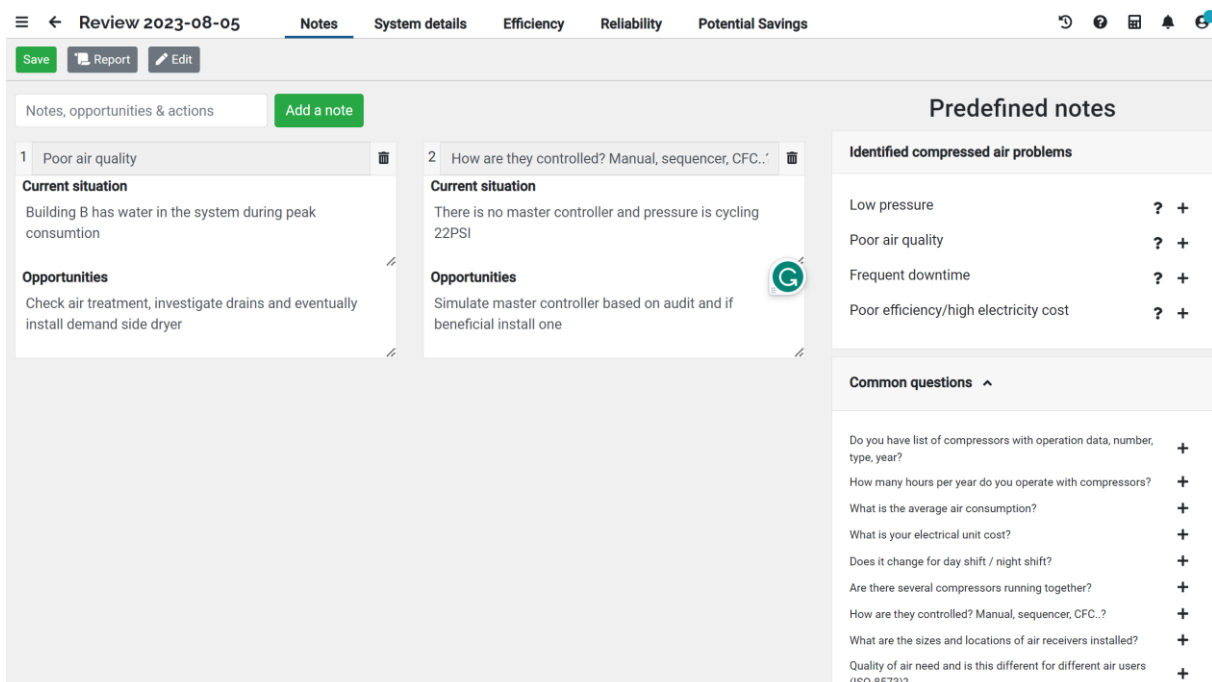 Review 2023-08-05
Notes
System details
Efficiency
Reliability
Potential Savings
Save
Report
Edit
Notes, opportunities & actions
Add a note
1 Poor air quality
Current situation
Building B has water in the system during peak
consumtion
Opportunities
Check air treatment, investigate drains and eventually
install demand side dryer
2 How are they controlled? Manual, sequencer, CFC..?
Current situation
There is no master controller and pressure is cycling
22PSI
Opportunities
Simulate master controller based on audit and if
beneficial install one
Predefined notes
Identified compressed air problems
Low pressure ? +
Poor air quality ? +
Frequent downtime ? +
Poor efficiency/high electricity cost ? +
Common questions
Do you have list of compressors with operation data, number,
type, year? +
How many hours per year do you operate with compressors? +
What is the average air consumption? +
What is your electrical unit cost? +
Does it change for day shift / night shift? +
Are there several compressors running together? +
How are they controlled? Manual, sequencer, CFC..? +
What are the sizes and locations of air receivers installed? +
Quality of air need and is this different for different air users
(ISO 8573)? +